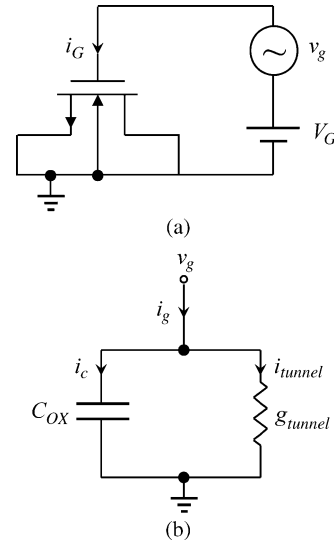 i_G
v_g
V_G
(a)
v_g
i_g
i_c
i_tunnel
C_OX
g_tunnel
(b)